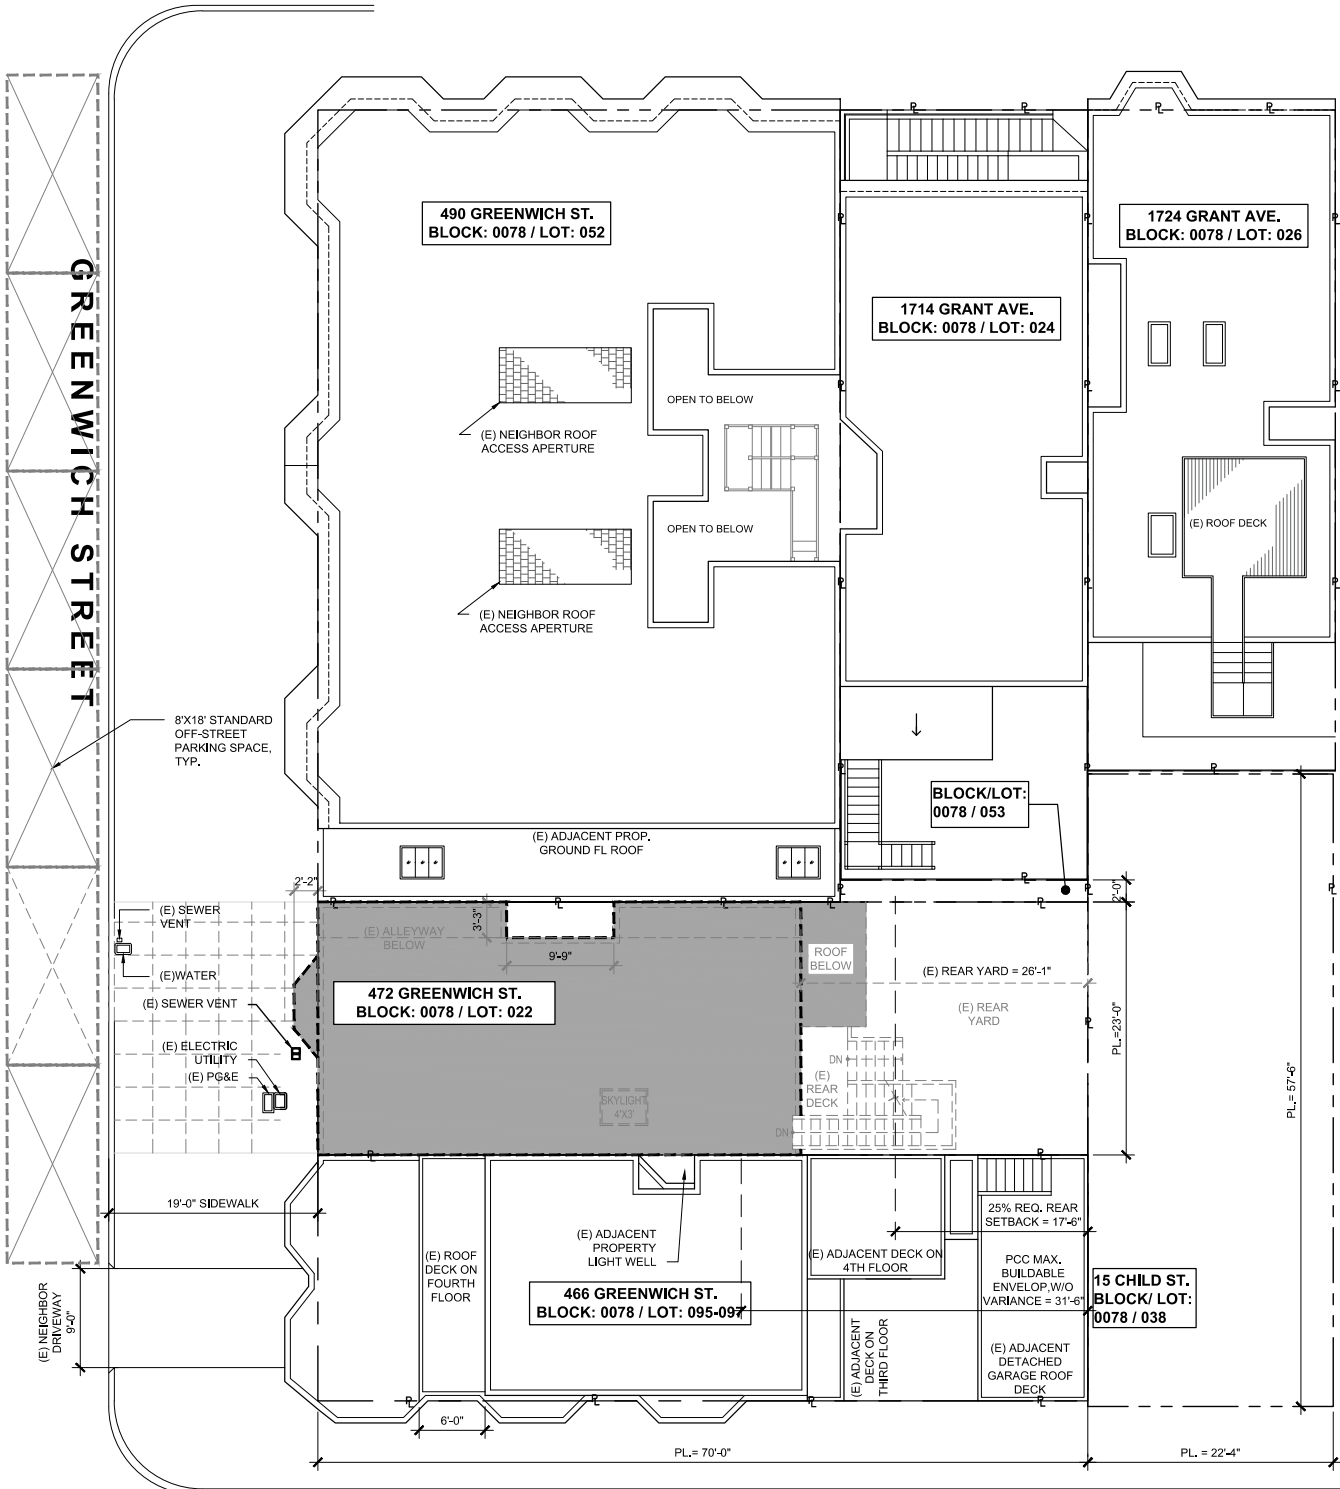 GREENWICH STREET
490 GREENWICH ST.
BLOCK: 0078 / LOT: 052
1714 GRANT AVE.
BLOCK: 0078 / LOT: 024
1724 GRANT AVE.
BLOCK: 0078 / LOT: 026
(E) NEIGHBOR ROOF
ACCESS APERTURE
OPEN TO BELOW
OPEN TO BELOW
(E) ROOF DECK
(E) NEIGHBOR ROOF
ACCESS APERTURE
8'X18' STANDARD
OFF-STREET
PARKING SPACE,
TYP.
BLOCK/LOT:
0078 / 053
(E) ADJACENT PROP.
GROUND FL ROOF
2'-2"
2'-0"
(E) SEWER
VENT
(E)WATER
(E) SEWER VENT
(E) ELECTRIC
UTILITY
(E) PG&E
(E) ALLEYWAY
BELOW
3'-3"
9'-9"
472 GREENWICH ST.
BLOCK: 0078 / LOT: 022
ROOF
BELOW
(E) REAR YARD = 26'-1"
(E) REAR
YARD
PL.=23'-0"
PL.= 57'-6"
SKYLIGHT
4'X3'
DN
(E)
REAR
DECK
DN
19'-0" SIDEWALK
(E) NEIGHBOR
DRIVEWAY
9'-0"
(E) ROOF
DECK ON
FOURTH
FLOOR
(E) ADJACENT
PROPERTY
LIGHT WELL
466 GREENWICH ST.
BLOCK: 0078 / LOT: 095-097
(E) ADJACENT DECK ON
4TH FLOOR
(E) ADJACENT
DECK ON
THIRD FLOOR
25% REQ. REAR
SETBACK = 17'-6"
PCC MAX.
BUILDABLE
ENVELOP,W/O
VARIANCE = 31'-6"
(E) ADJACENT
DETACHED
GARAGE ROOF
DECK
15 CHILD ST.
BLOCK/ LOT:
0078 / 038
6'-0"
PL.= 70'-0"
PL. = 22'-4"